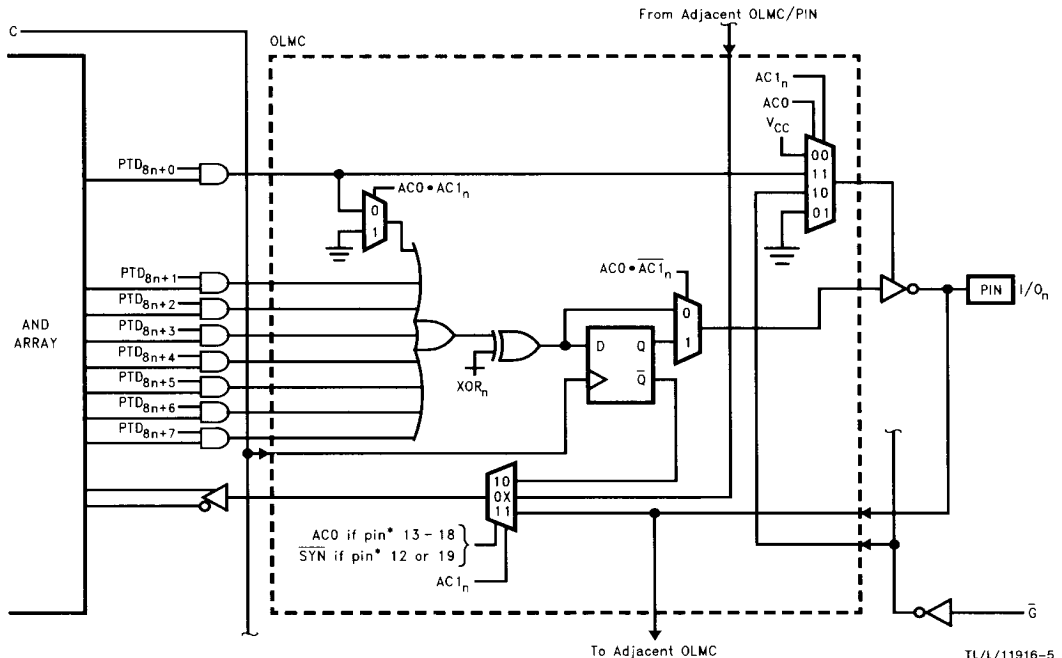 From Adjacent OLMC/PIN
C
OLMC
AC1n
AC0
VCC
PTD8n+0
00
11
10
01
AC0•AC1n
0
1
PTD8n+1
PTD8n+2
PTD8n+3
PTD8n+4
PTD8n+5
PTD8n+6
PTD8n+7
AND
ARRAY
XORn
D
Q
Q̅
AC0•A̅C̅1̅n
0
1
PIN
I/On
10
0X
11
AC0 if pin* 13 - 18
S̅Y̅N̅ if pin* 12 or 19
AC1n
G̅
To Adjacent OLMC
TL/L/11916-5